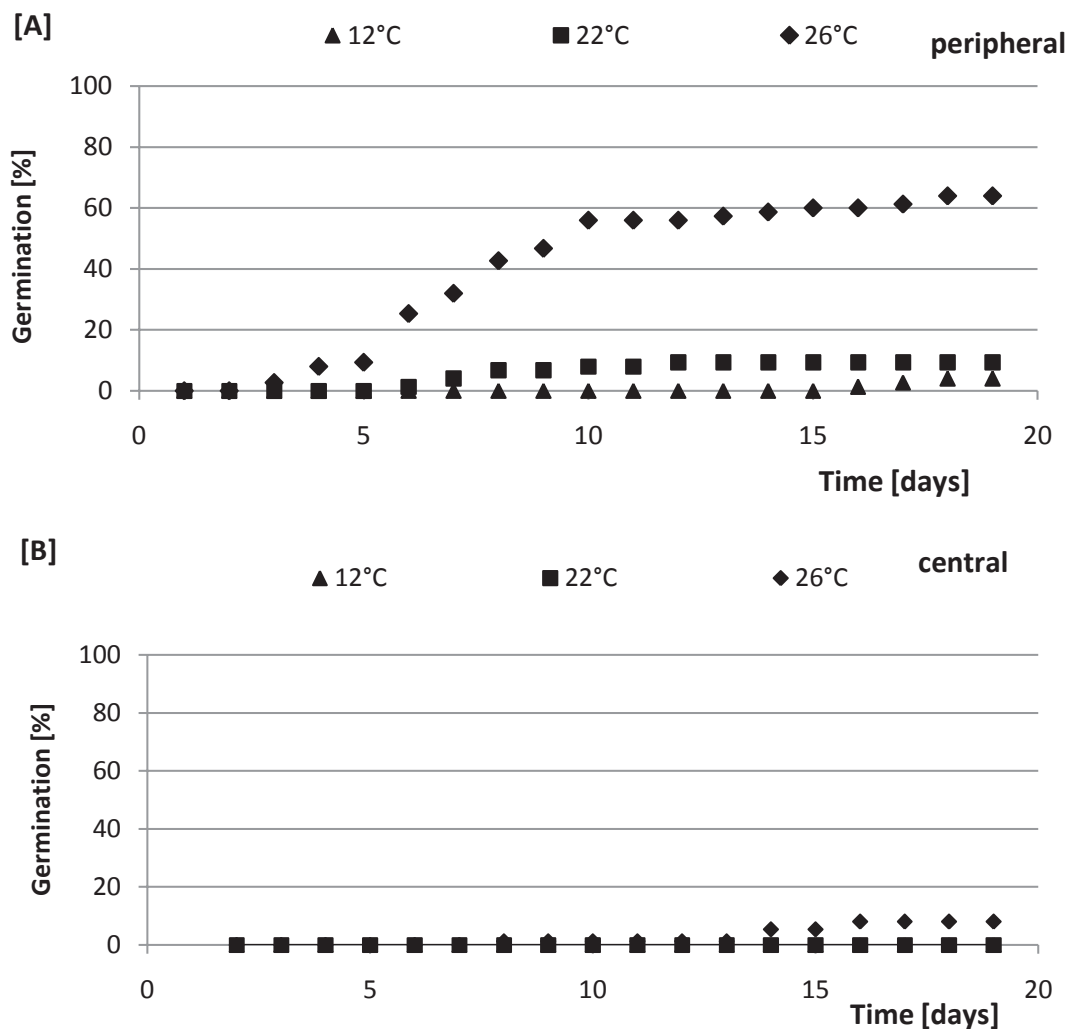 [A]
▲ 12°C ■ 22°C ◆ 26°C peripheral
100
80
60
40
20
0
Germination [%]
0 5 10 15 20
Time [days]
[B]
▲ 12°C ■ 22°C ◆ 26°C central
100
80
60
40
20
0
Germination [%]
0 5 10 15 20
Time [days]